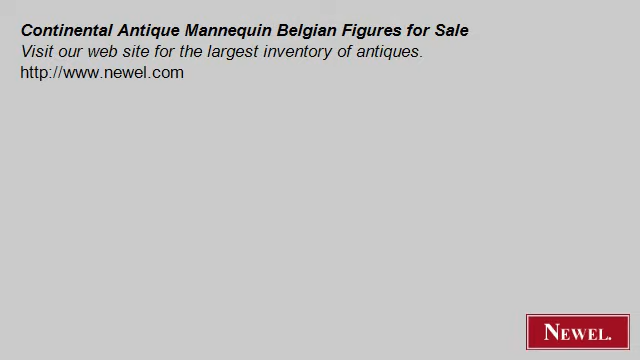 Continental Antique Mannequin Belgian Figures for Sale
Visit our web site for the largest inventory of antiques.
http://www.newel.com
NEWEL.